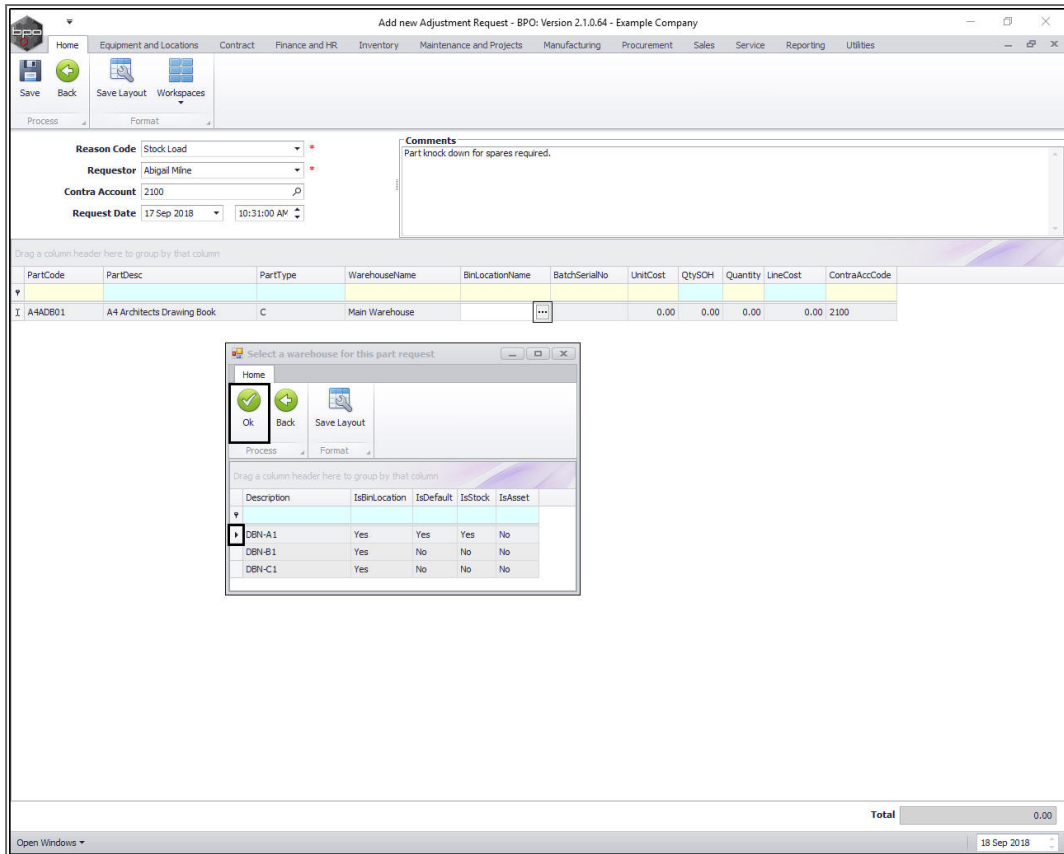 Add new Adjustment Request - BPO: Version 2.1.0.64 - Example Company
bpo
Home Equipment and Locations Contract Finance and HR Inventory Maintenance and Projects Manufacturing Procurement Sales Service Reporting Utilities
Save Back Save Layout Workspaces
Process Format
Reason Code Stock Load *
Requestor Abigail Milne *
Contra Account 2100
Request Date 17 Sep 2018 10:31:00 AM
Comments
Part knock down for spares required.
Drag a column header here to group by that column
PartCode PartDesc PartType WarehouseName BinLocationName BatchSerialNo UnitCost QtySOH Quantity LineCost ContraAccCode
A4ADB01 A4 Architects Drawing Book C Main Warehouse ... 0.00 0.00 0.00 0.00 2100
Select a warehouse for this part request
Home
Ok Back Save Layout
Process Format
Drag a column header here to group by that column
Description IsBinLocation IsDefault IsStock IsAsset
DBN-A1 Yes Yes Yes No
DBN-B1 Yes No No No
DBN-C1 Yes No No No
Total 0.00
Open Windows 18 Sep 2018